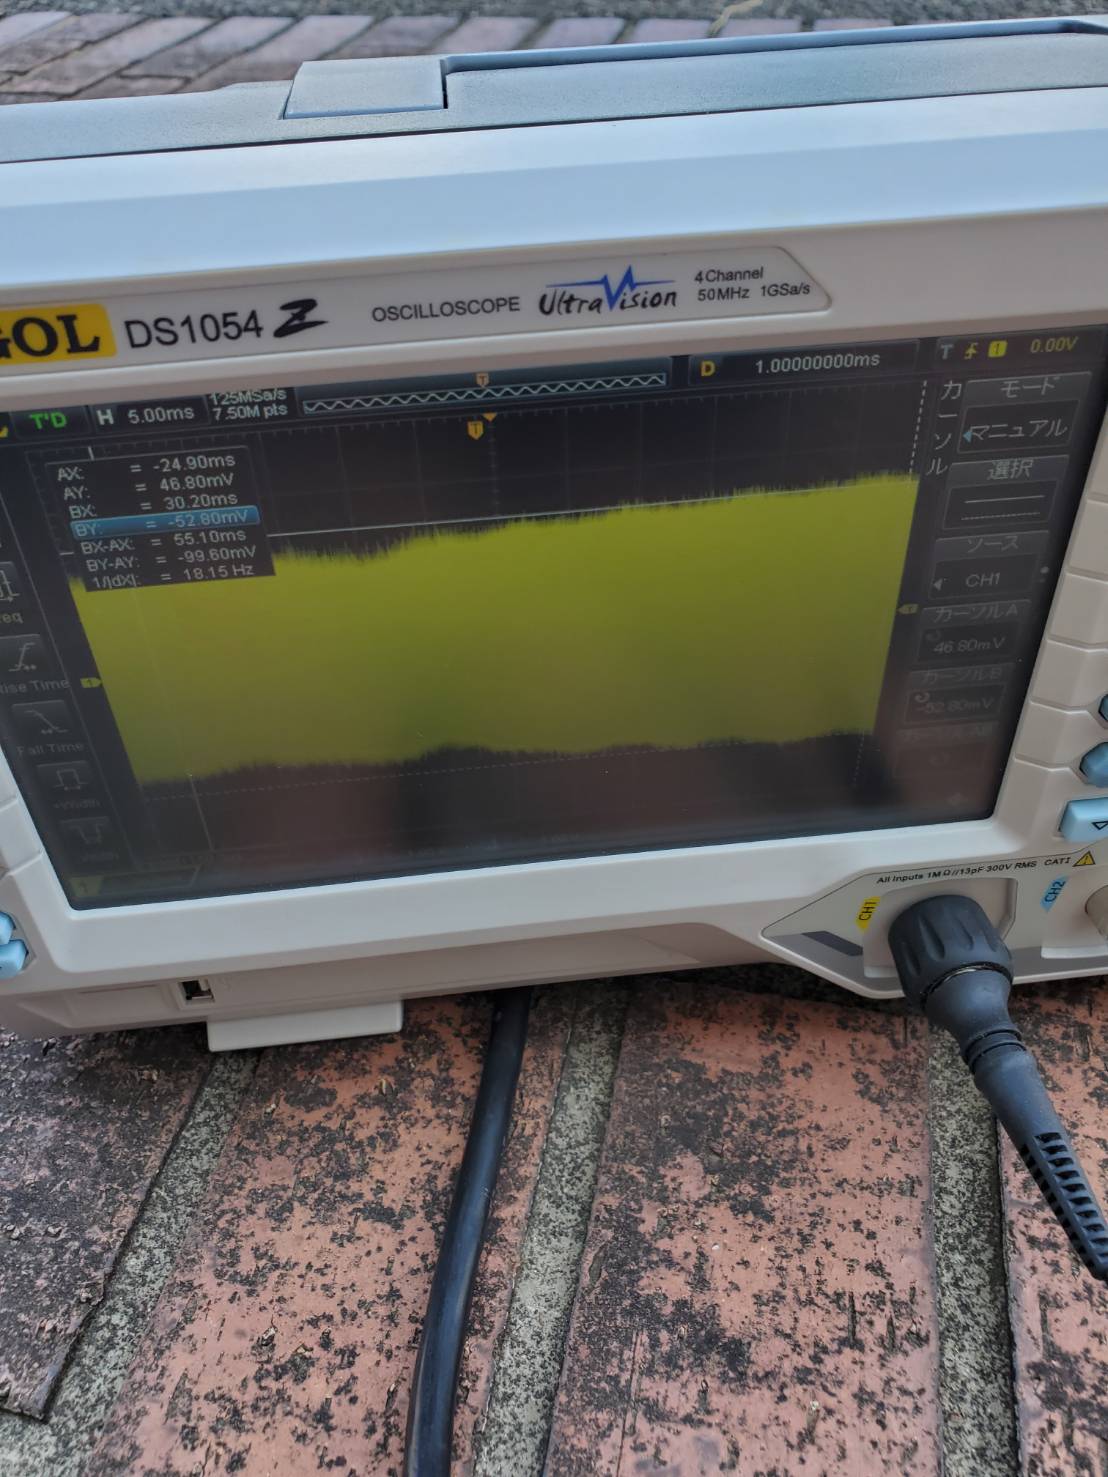 GOL DS1054 Z OSCILLOSCOPE UltraVision 4 Channel
50MHz 1GSa/s
T'D H 5.00ms 125MSa/s
7.50M pts
D 1.00000000ms
T 1 0.00V
AX: = -24.90ms
AY: = 46.80mV
BX: = 30.20ms
BY: = -52.80mV
BX-AX: = 55.10ms
BY-AY: = -99.60mV
1/|dX|: = 18.15 Hz
カーソル
モード
マニュアル
選択
ソース
CH1
カーソルA
46.80mV
カーソルB
-52.80mV
Rise Time
Fall Time
+Width
All Inputs 1MΩ//13pF 300V RMS CAT I
CH1
CH2